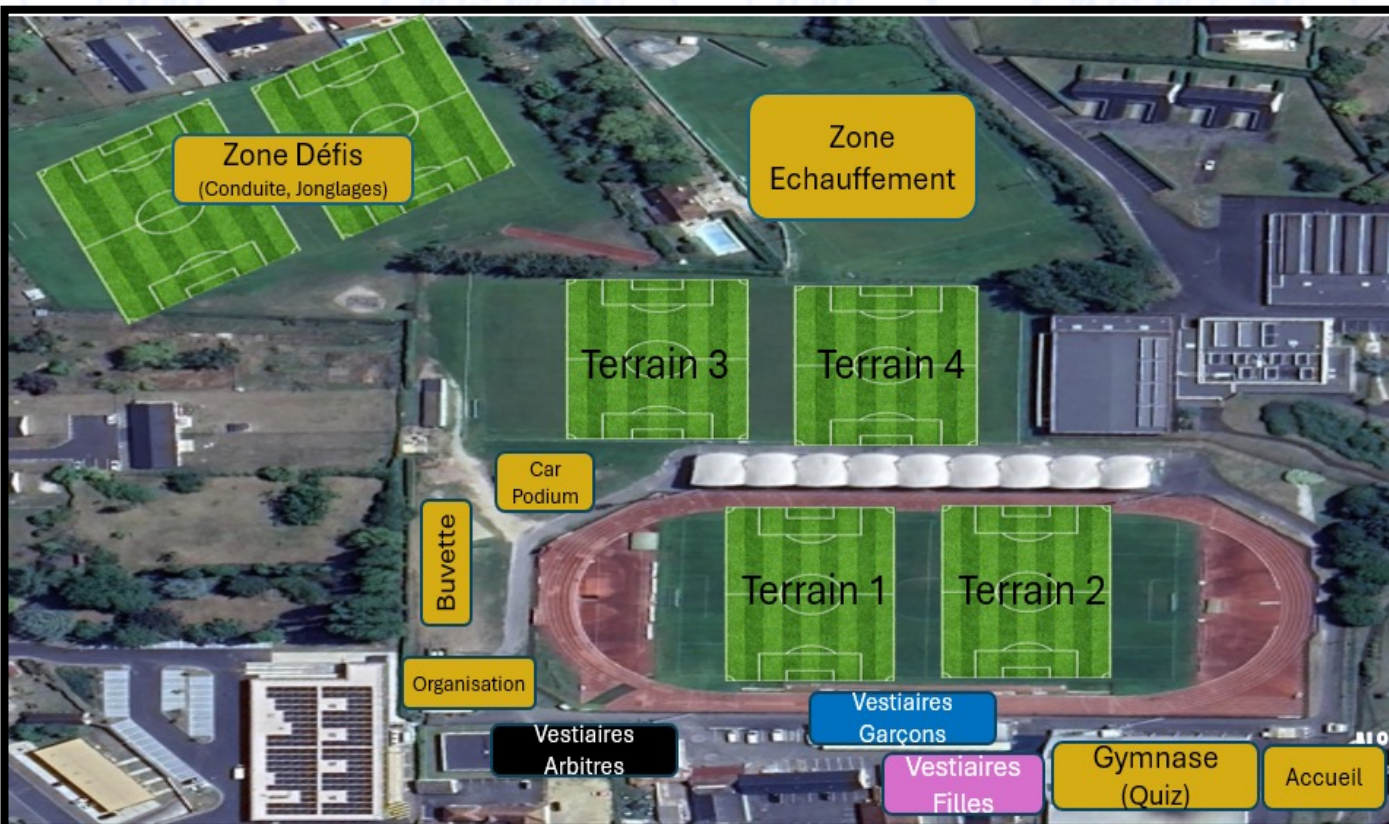 Zone Défis
(Conduite, Jonglages)
Zone
Echauffement
Terrain 3
Terrain 4
Car
Podium
Buvette
Terrain 1
Terrain 2
Organisation
Vestiaires
Arbitres
Vestiaires
Garçons
Vestiaires
Filles
Gymnase
(Quiz)
Accueil